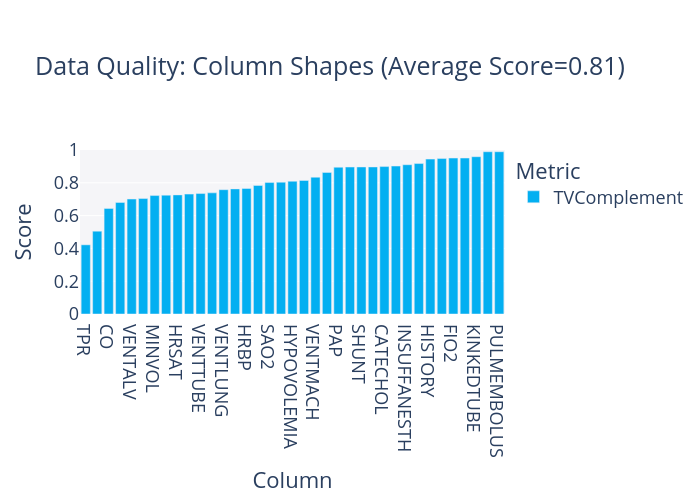 Data Quality: Column Shapes (Average Score=0.81)
1
0.8
0.6
0.4
0.2
0
Score
TPR
CO
VENTALV
MINVOL
HRSAT
VENTTUBE
VENTLUNG
HRBP
SAO2
HYPOVOLEMIA
VENTMACH
PAP
SHUNT
CATECHOL
INSUFFANESTH
HISTORY
FIO2
KINKEDTUBE
PULMEMBOLUS
Column
Metric
TVComplement